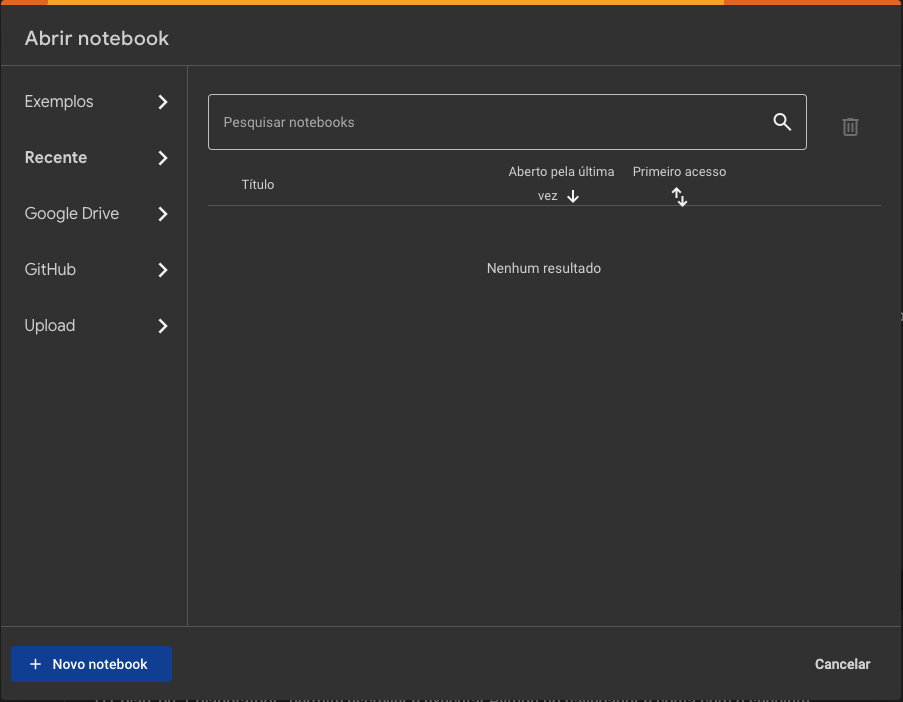 Abrir notebook
Exemplos
Recente
Google Drive
GitHub
Upload
Pesquisar notebooks
Título
Aberto pela última
vez
Primeiro acesso
Nenhum resultado
+ Novo notebook
Cancelar